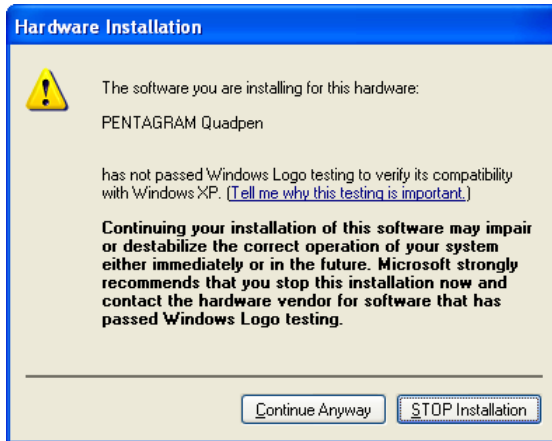 Hardware Installation
The software you are installing for this hardware:
PENTAGRAM Quadpen
has not passed Windows Logo testing to verify its compatibility
with Windows XP. (Tell me why this testing is important.)
Continuing your installation of this software may impair
or destabilize the correct operation of your system
either immediately or in the future. Microsoft strongly
recommends that you stop this installation now and
contact the hardware vendor for software that has
passed Windows Logo testing.
Continue Anyway
STOP Installation